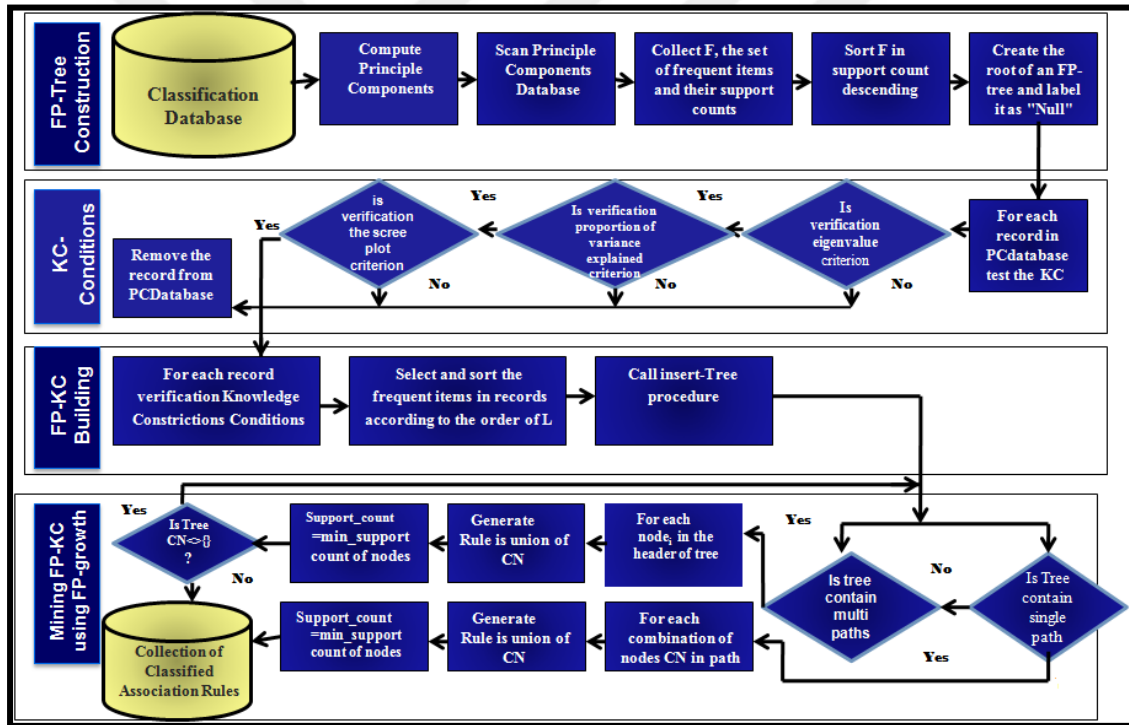 FP-Tree
Construction
Classification
Database
Compute
Principle
Components
Scan Principle
Components
Database
Collect F, the set
of frequent items
and their support
counts
Sort F in
support count
descending
Create the
root of an FP-
tree and label
it as "Null"
KC-
Conditions
Remove the
record from
PCDatabase
Yes
is
verification
the scree
plot
criterion
No
Yes
Is verification
proportion of
variance
explained
criterion
No
Yes
Is
verification
eigenvalue
criterion
No
For each
record in
PCdatabase
test the KC
FP-KC
Building
For each record
verification Knowledge
Constrictions Conditions
Select and sort the
frequent items in records
according to the order of L
Call insert-Tree
procedure
Mining FP-KC
using FP-growth
Yes
Is Tree
CN<>{}
?
No
Support_count
=min_support
count of nodes
Generate
Rule is union of
CN
For each
nodei in the
header of tree
Yes
Is tree
contain
multi
paths
No
Is Tree
contain
single
path
Yes
Collection of
Classified
Association Rules
Support_count
=min_support
count of nodes
Generate
Rule is union of
CN
For each
combination of
nodes CN in path